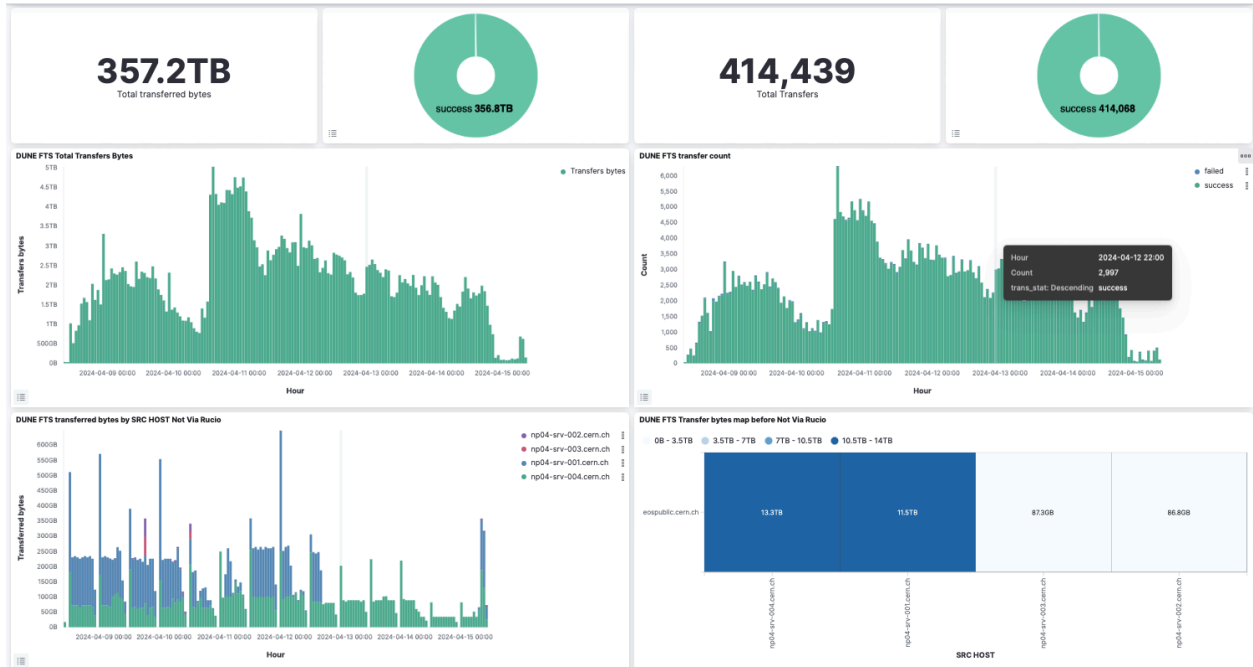 357.2TB
Total transferred bytes
success 356.8TB
414,439
Total Transfers
success 414,068
DUNE FTS Total Transfers Bytes
Transfers bytes
5TB
4.5TB
4TB
3.5TB
3TB
2.5TB
2TB
1.5TB
1TB
500GB
0B
Transfers bytes
2024-04-09 00:00 2024-04-10 00:00 2024-04-11 00:00 2024-04-12 00:00 2024-04-13 00:00 2024-04-14 00:00 2024-04-15 00:00
Hour
DUNE FTS transfer count
failed
success
6,000
5,500
5,000
4,500
4,000
3,500
3,000
2,500
2,000
1,500
1,000
500
0
Count
Hour 2024-04-12 22:00
Count 2,997
trans_stat: Descending success
2024-04-09 00:00 2024-04-10 00:00 2024-04-11 00:00 2024-04-12 00:00 2024-04-13 00:00 2024-04-14 00:00 2024-04-15 00:00
Hour
DUNE FTS transferred bytes by SRC HOST Not Via Rucio
np04-srv-002.cern.ch
np04-srv-003.cern.ch
np04-srv-001.cern.ch
np04-srv-004.cern.ch
600GB
550GB
500GB
450GB
400GB
350GB
300GB
250GB
200GB
150GB
100GB
50GB
0B
Transferred bytes
2024-04-09 00:00 2024-04-10 00:00 2024-04-11 00:00 2024-04-12 00:00 2024-04-13 00:00 2024-04-14 00:00 2024-04-15 00:00
Hour
DUNE FTS Transfer bytes map before Not Via Rucio
0B - 3.5TB 3.5TB - 7TB 7TB - 10.5TB 10.5TB - 14TB
eospublic.cern.ch
13.3TB 11.5TB 87.3GB 86.8GB
np04-srv-004.cern.ch
np04-srv-001.cern.ch
np04-srv-003.cern.ch
np04-srv-002.cern.ch
SRC HOST